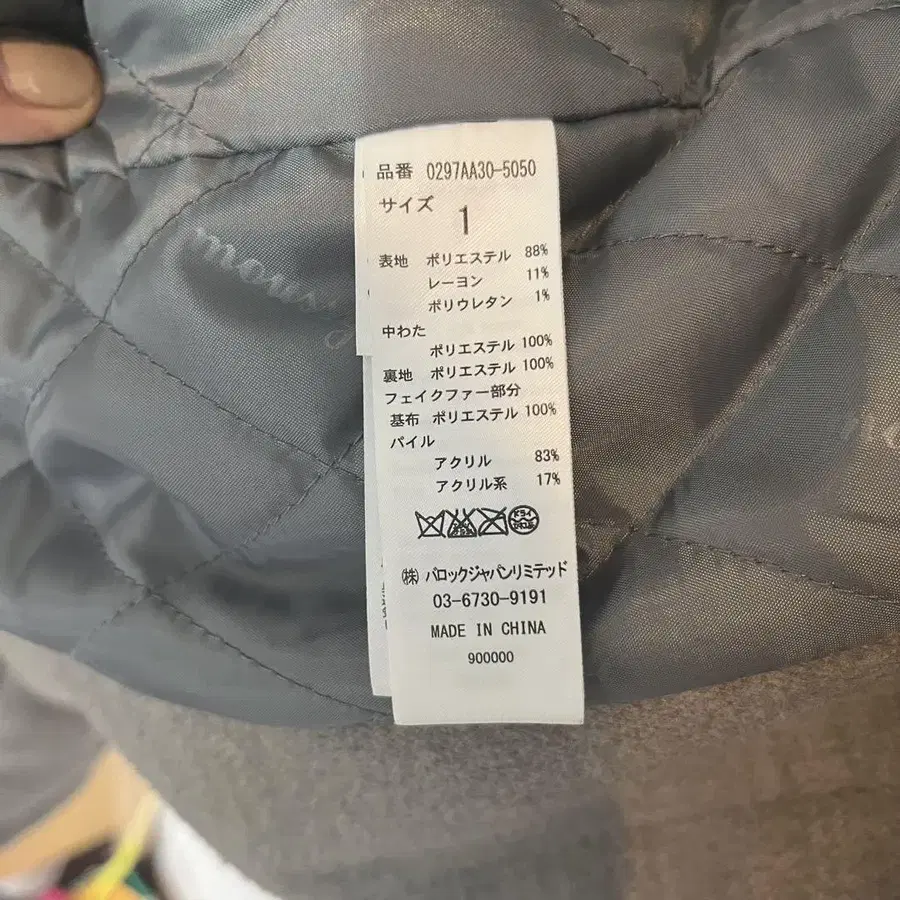 品番 0297AA30-5050
サイズ 1
表地 ポリエステル 88%
レーヨン 11%
ポリウレタン 1%
中わた
ポリエステル 100%
裏地 ポリエステル 100%
フェイクファー部分
基布 ポリエステル 100%
パイル
アクリル 83%
アクリル系 17%
ドライ
㈱ バロックジャパンリミテッド
03-6730-9191
MADE IN CHINA
900000